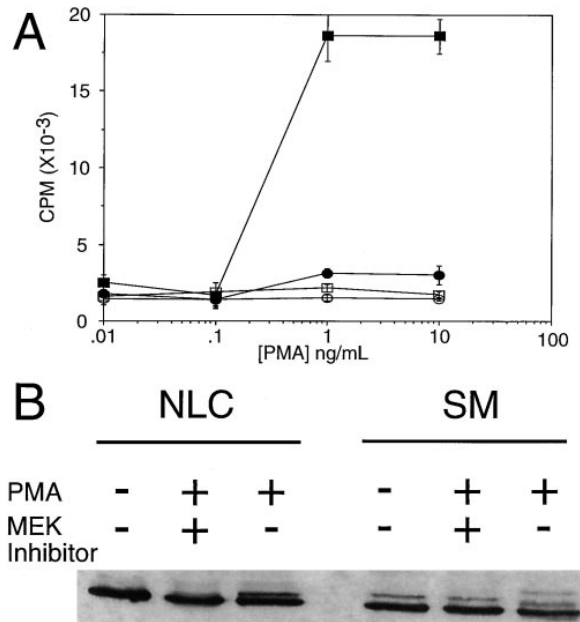 A
20
15
10
5
0
CPM (X10-3)
.01 .1 1 10 100
[PMA] ng/mL
B
NLC SM
PMA - + + - + +
MEK - + - - + -
Inhibitor